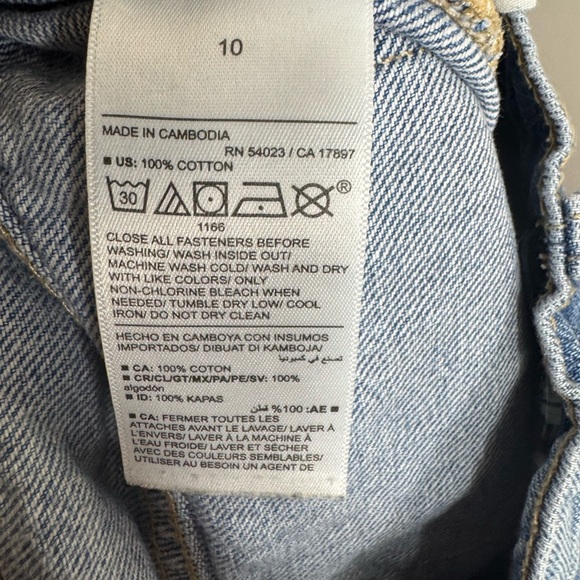 10
MADE IN CAMBODIA
RN 54023 / CA 17897
US: 100% COTTON
30
®
1166
CLOSE ALL FASTENERS BEFORE
WASHING/ WASH INSIDE OUT/
MACHINE WASH COLD/ WASH AND DRY
WITH LIKE COLORS/ ONLY
NON-CHLORINE BLEACH WHEN
NEEDED/ TUMBLE DRY LOW/ COOL
IRON/ DO NOT DRY CLEAN
HECHO EN CAMBOYA CON INSUMOS
IMPORTADOS/ DIBUAT DI KAMBOJA/
تصنع في كمبوديا
CA: 100% COTON
CR/CL/GT/MX/PA/PE/SV: 100%
algodón
ID: 100% KAPAS
AE: 100% قطن
CA: FERMER TOUTES LES
ATTACHES AVANT LE LAVAGE/ LAVER À
L'ENVERS/ LAVER À LA MACHINE À
L'EAU FROIDE/ LAVER ET SÉCHER
AVEC DES COULEURS SEMBLABLES/
UTILISER AU BESOIN UN AGENT DE